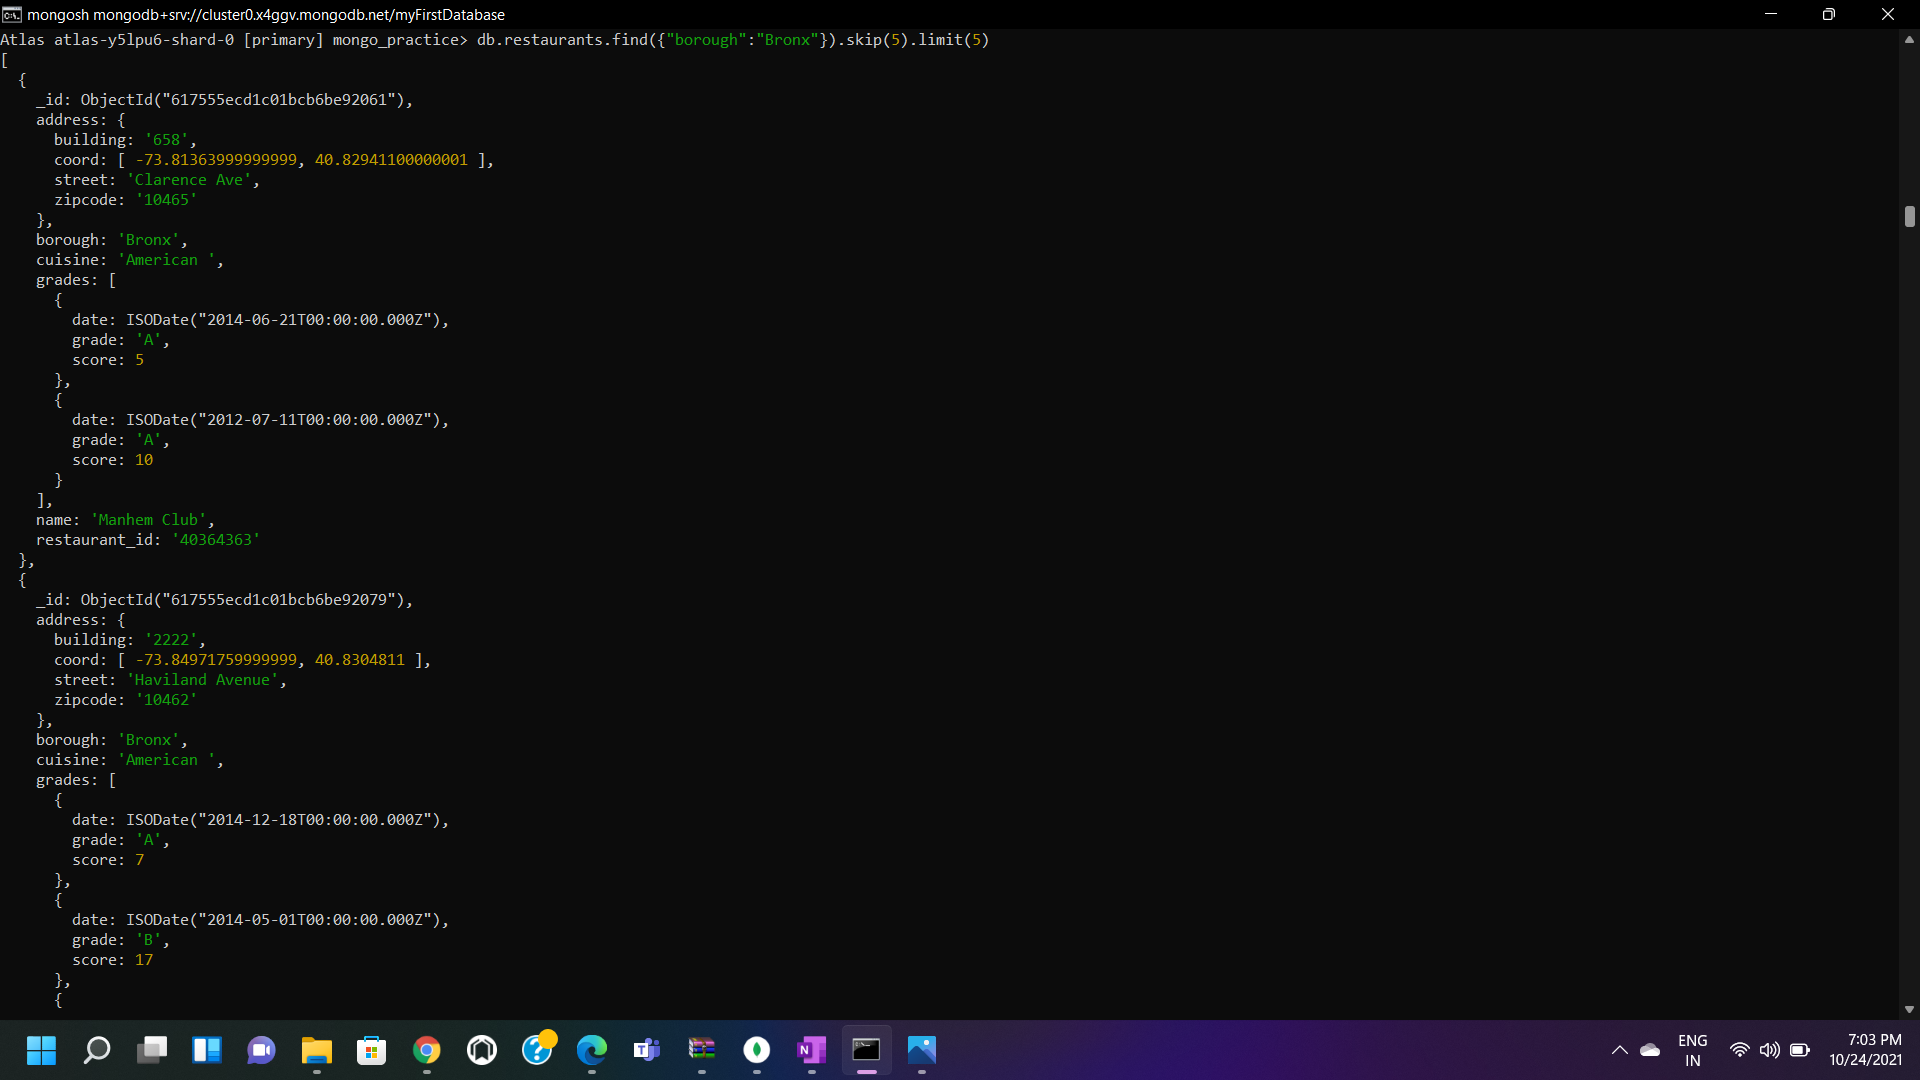 mongosh mongodb+srv://cluster0.x4ggv.mongodb.net/myFirstDatabase
Atlas atlas-y5lpu6-shard-0 [primary] mongo_practice> db.restaurants.find({"borough":"Bronx"}).skip(5).limit(5)
[
  {
    _id: ObjectId("617555ecd1c01bcb6be92061"),
    address: {
      building: '658',
      coord: [ -73.81363999999999, 40.82941100000001 ],
      street: 'Clarence Ave',
      zipcode: '10465'
    },
    borough: 'Bronx',
    cuisine: 'American ',
    grades: [
      {
        date: ISODate("2014-06-21T00:00:00.000Z"),
        grade: 'A',
        score: 5
      },
      {
        date: ISODate("2012-07-11T00:00:00.000Z"),
        grade: 'A',
        score: 10
      }
    ],
    name: 'Manhem Club',
    restaurant_id: '40364363'
  },
  {
    _id: ObjectId("617555ecd1c01bcb6be92079"),
    address: {
      building: '2222',
      coord: [ -73.84971759999999, 40.8304811 ],
      street: 'Haviland Avenue',
      zipcode: '10462'
    },
    borough: 'Bronx',
    cuisine: 'American ',
    grades: [
      {
        date: ISODate("2014-12-18T00:00:00.000Z"),
        grade: 'A',
        score: 7
      },
      {
        date: ISODate("2014-05-01T00:00:00.000Z"),
        grade: 'B',
        score: 17
      },
      {
ENG
IN
7:03 PM
10/24/2021